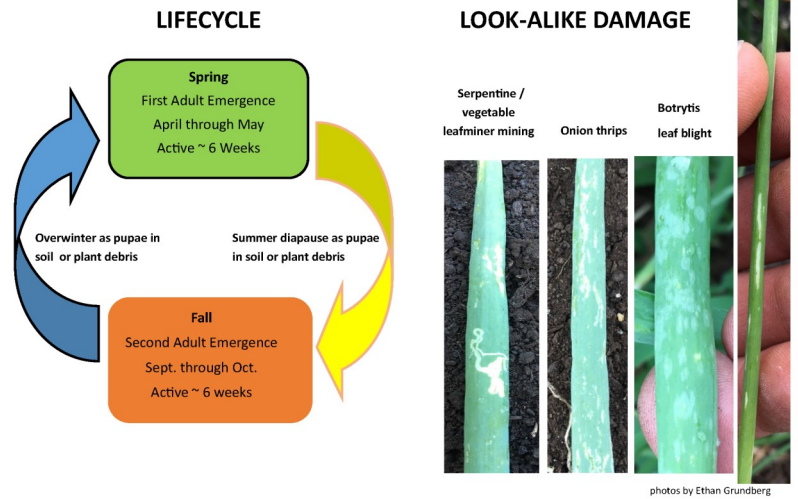 LIFECYCLE
Spring
First Adult Emergence
April through May
Active ~ 6 Weeks
Overwinter as pupae in
soil or plant debris
Summer diapause as pupae
in soil or plant debris
Fall
Second Adult Emergence
Sept. through Oct.
Active ~ 6 weeks
LOOK-ALIKE DAMAGE
Serpentine /
vegetable
leafminer mining
Onion thrips
Botrytis
leaf blight
photos by Ethan Grundberg